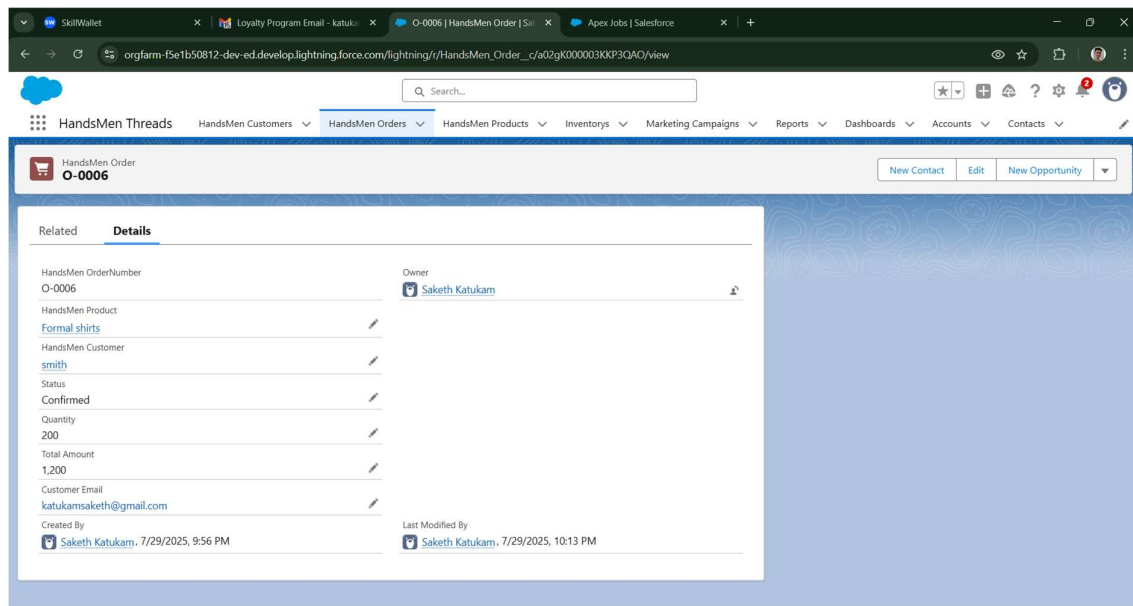 SkillWallet
Loyalty Program Email - katuka
O-0006 | HandsMen Order | Sal
Apex Jobs | Salesforce
orgfarm-f5e1b50812-dev-ed.develop.lightning.force.com/lightning/r/HandsMen_Order__c/a02gK000003KKP3QAO/view
Search...
2
HandsMen Threads HandsMen Customers HandsMen Orders HandsMen Products Inventorys Marketing Campaigns Reports Dashboards Accounts Contacts
HandsMen Order
O-0006
New Contact Edit New Opportunity
Related Details
HandsMen OrderNumber
O-0006
Owner
Saketh Katukam
HandsMen Product
Formal shirts
HandsMen Customer
smith
Status
Confirmed
Quantity
200
Total Amount
1,200
Customer Email
katukamsaketh@gmail.com
Created By
Saketh Katukam, 7/29/2025, 9:56 PM
Last Modified By
Saketh Katukam, 7/29/2025, 10:13 PM